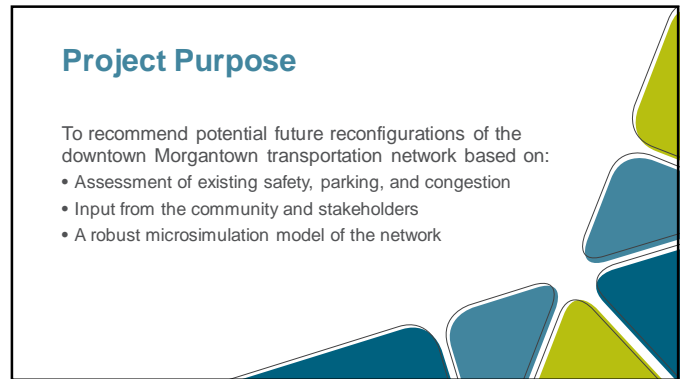 Project Purpose
To recommend potential future reconfigurations of the
downtown Morgantown transportation network based on:
• Assessment of existing safety, parking, and congestion
• Input from the community and stakeholders
• A robust microsimulation model of the network